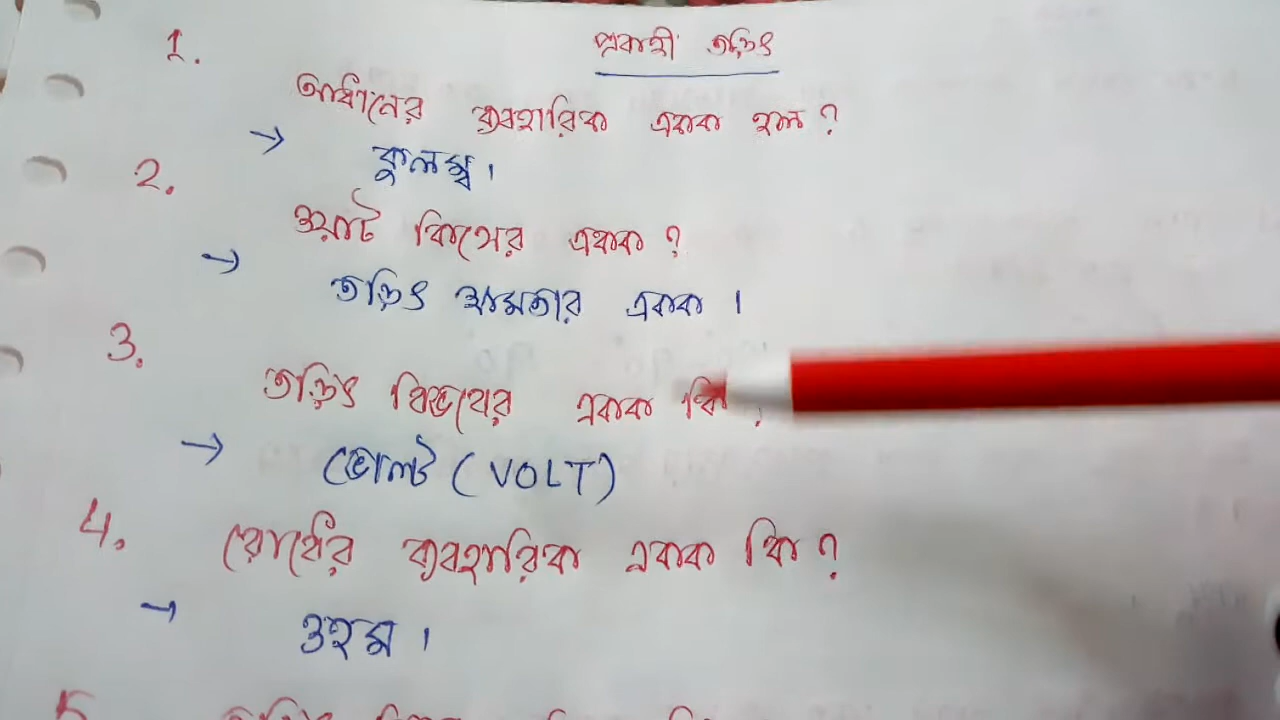 প্রবাহী তড়িৎ
1. আধানের ব্যবহারিক একক হল ?
→ কুলম্ব ।
2. ওয়াট কিসের একক ?
→ তড়িৎ ক্ষমতার একক ।
3. তড়িৎ বিভবের একক কি ?
→ ভোল্ট (VOLT)
4. রোধের ব্যবহারিক একক কি ?
→ ওহম ।
5.